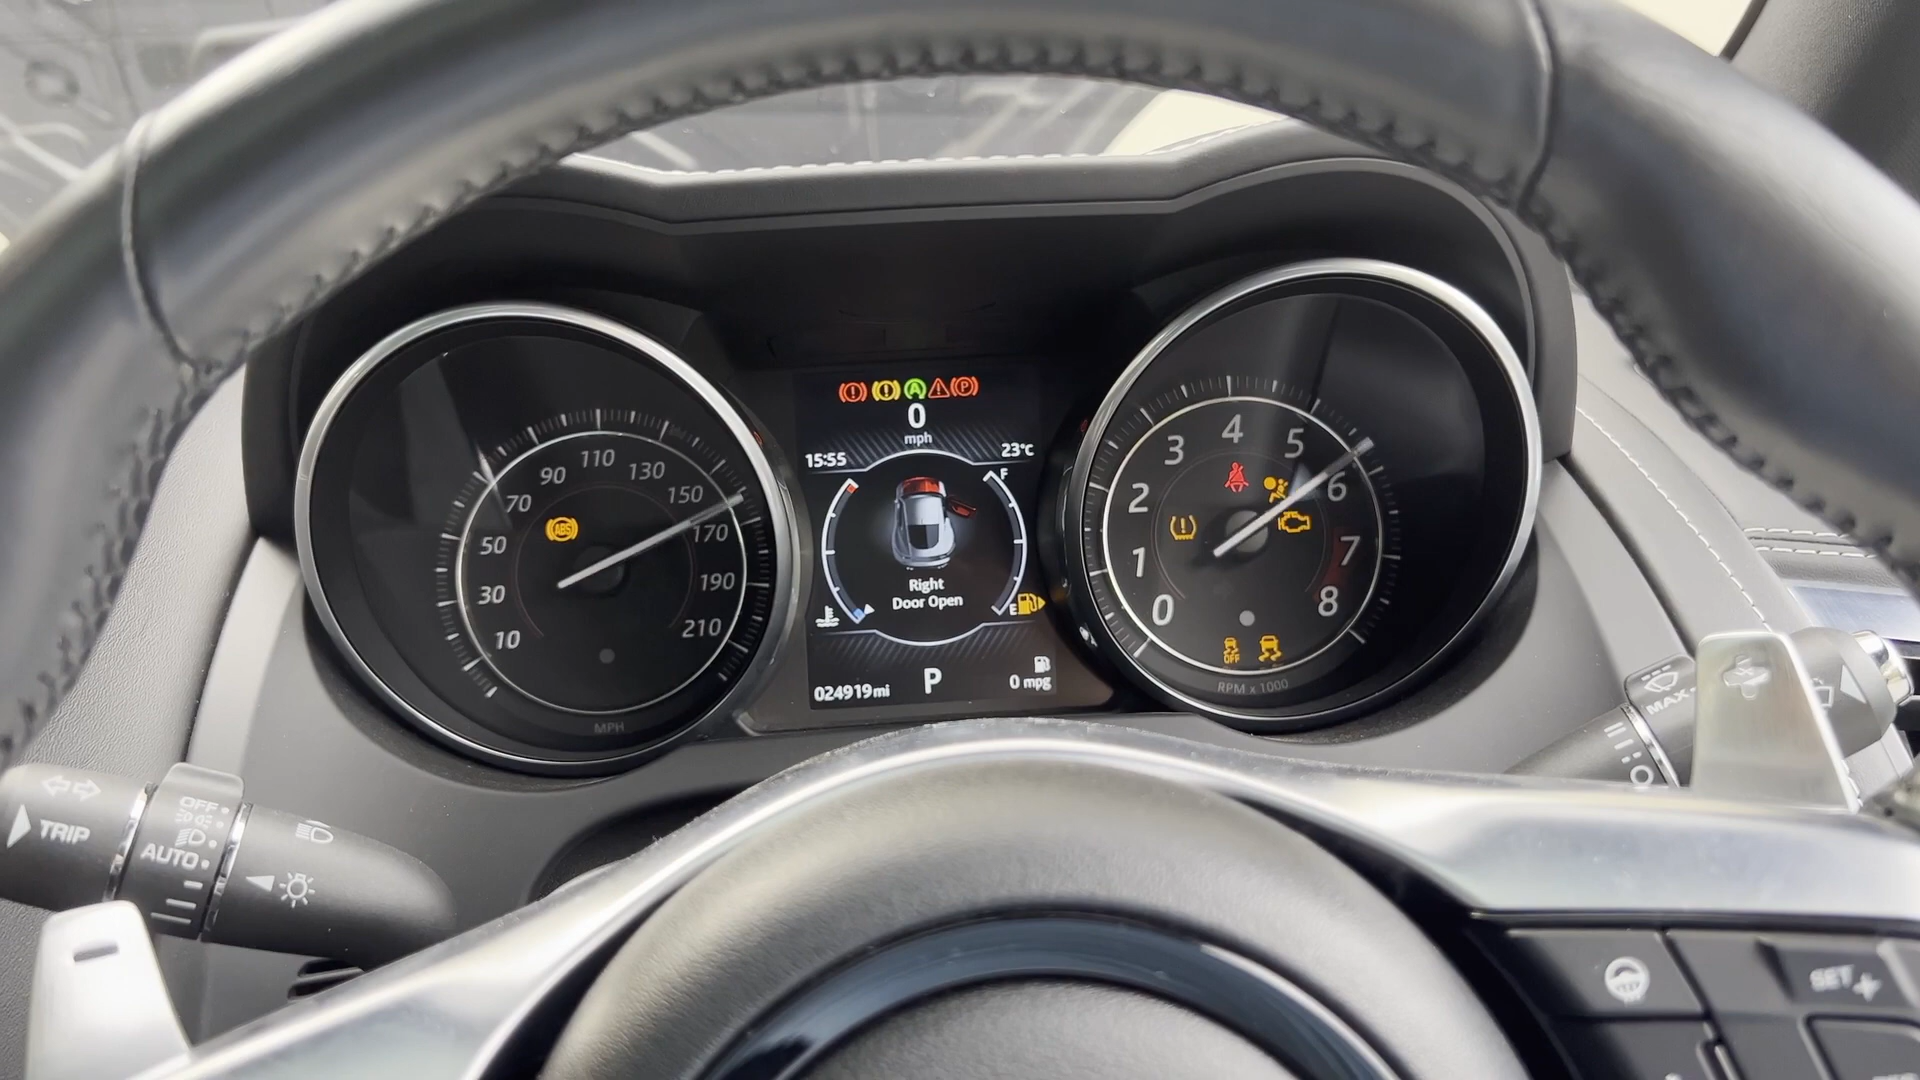 0
mph
15:55
23°C
F
Right
Door Open
E
024919mi
P
0 mpg
ABS
10
30
50
70
90
110
130
150
170
190
210
MPH
0
1
2
3
4
5
6
7
8
OFF
RPM x 1000
TRIP
OFF
AUTO
MAX
SET +